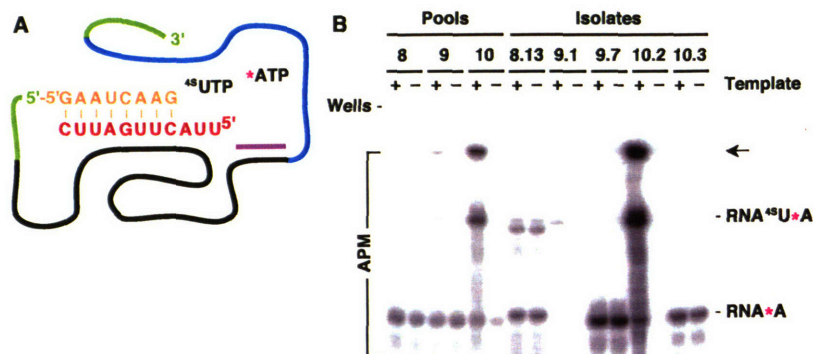 A
3'
5'-5'GAAUCAAG
4SUTP *ATP
CUUAGUUCAUU5'
B
Pools Isolates
8 9 10 8.13 9.1 9.7 10.2 10.3
+ − + − + − + − + − + − + − + − Template
Wells -
APM
- RNA4SU*A
- RNA*A